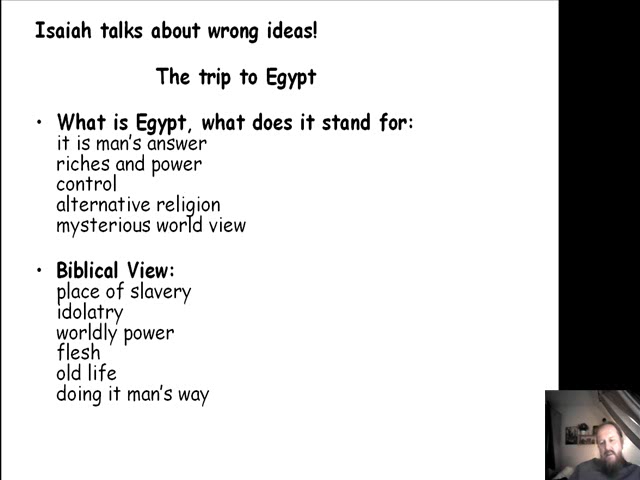 Isaiah talks about wrong ideas!
The trip to Egypt
• What is Egypt, what does it stand for:
it is man's answer
riches and power
control
alternative religion
mysterious world view
• Biblical View:
place of slavery
idolatry
worldly power
flesh
old life
doing it man's way